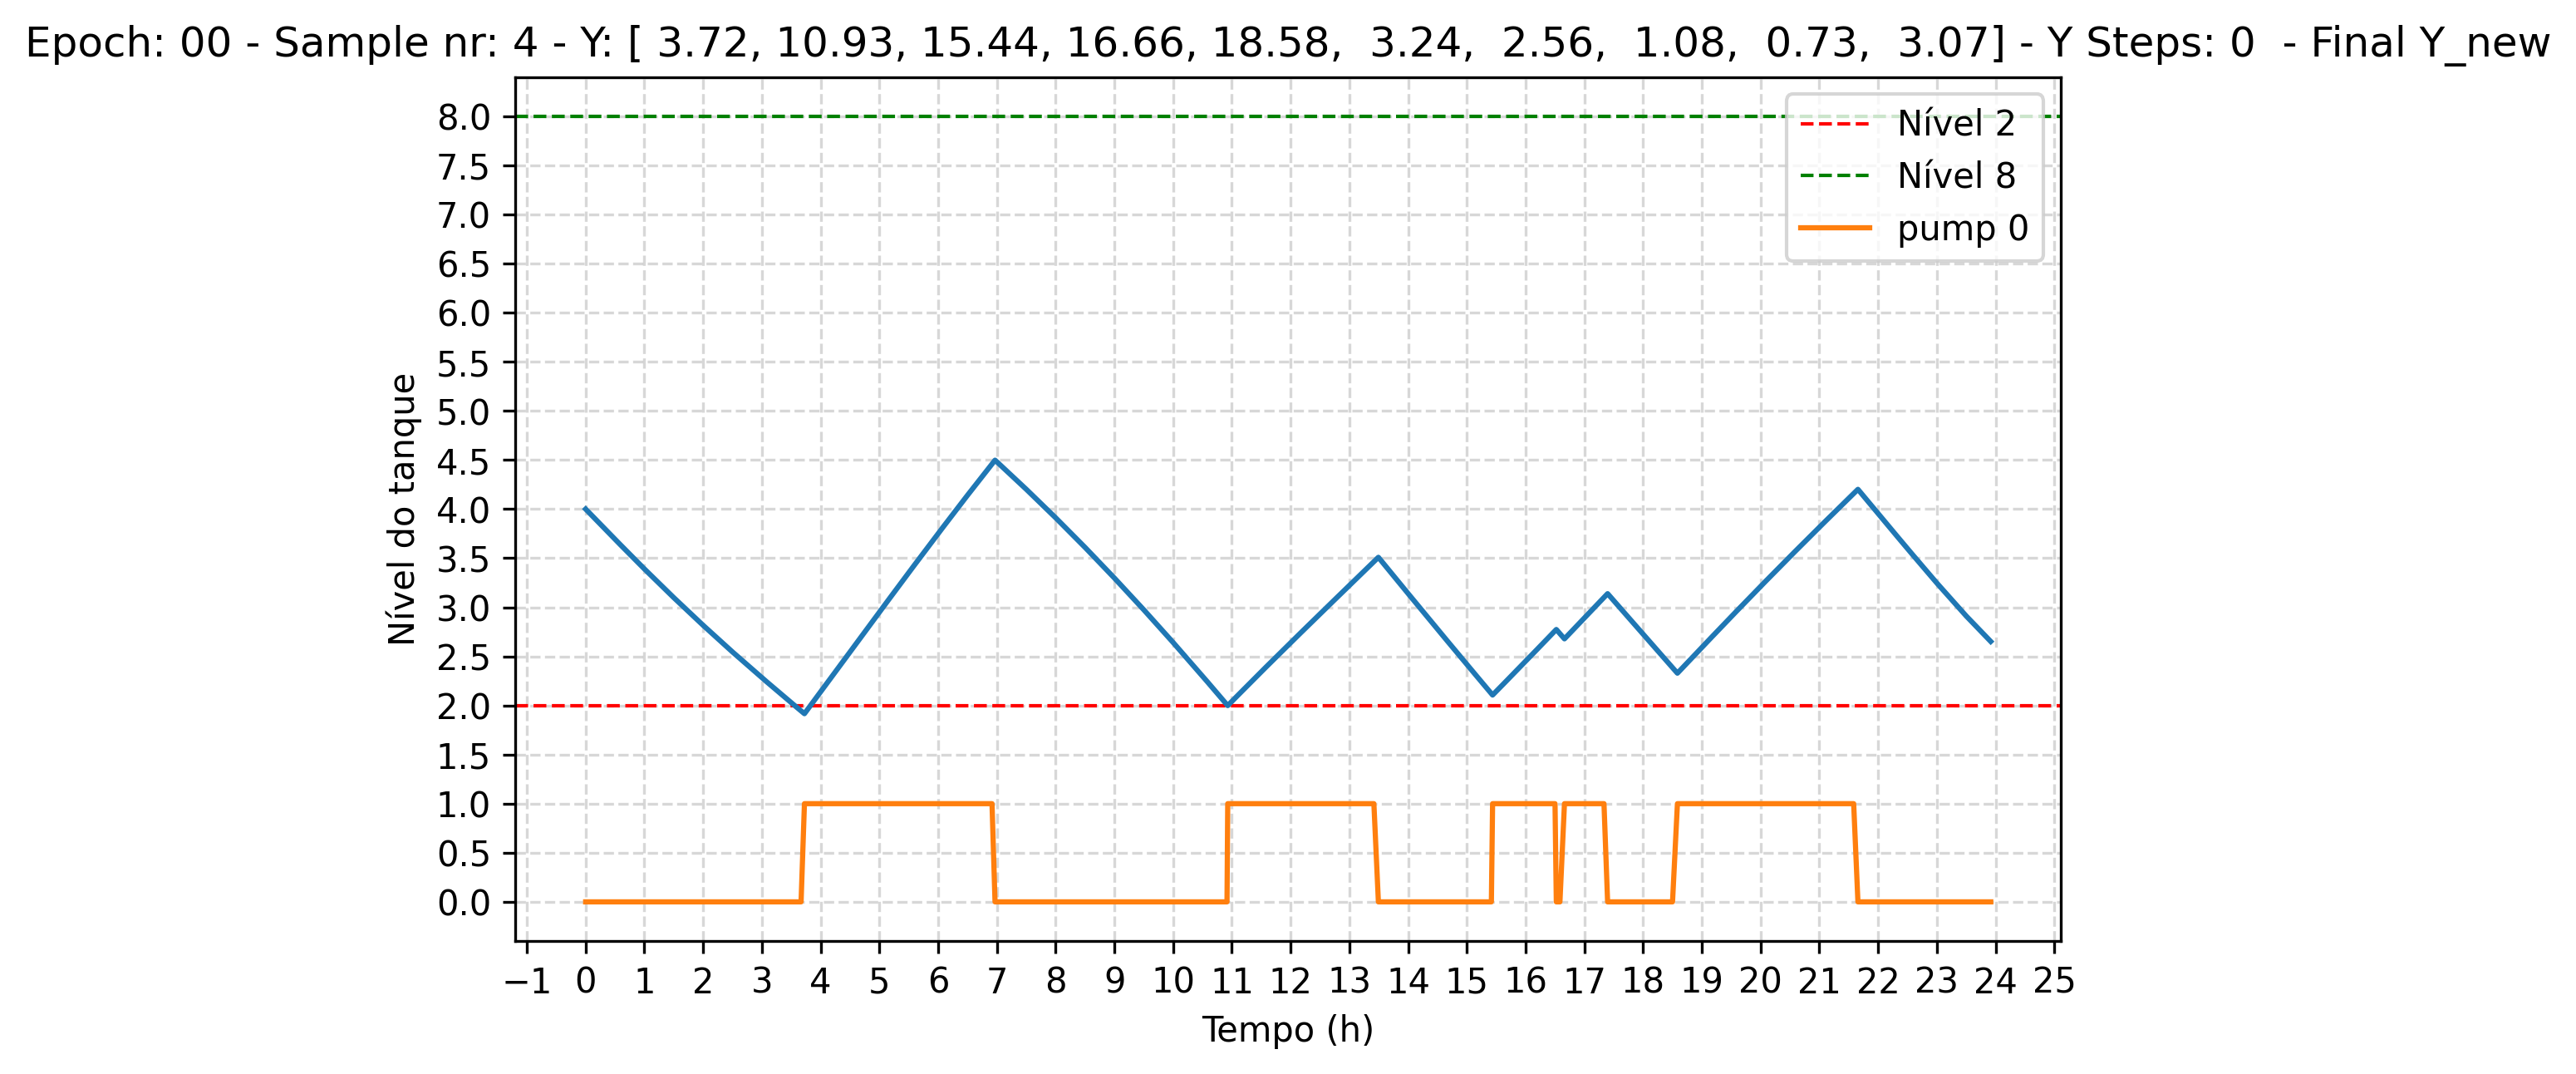 Epoch: 00 - Sample nr: 4 - Y: [ 3.72, 10.93, 15.44, 16.66, 18.58,  3.24,  2.56,  1.08,  0.73,  3.07] - Y Steps: 0  - Final Y_new
Nível 2
Nível 8
pump 0
Nível do tanque
8.0
7.5
7.0
6.5
6.0
5.5
5.0
4.5
4.0
3.5
3.0
2.5
2.0
1.5
1.0
0.5
0.0
−1 0 1 2 3 4 5 6 7 8 9 10 11 12 13 14 15 16 17 18 19 20 21 22 23 24 25
Tempo (h)